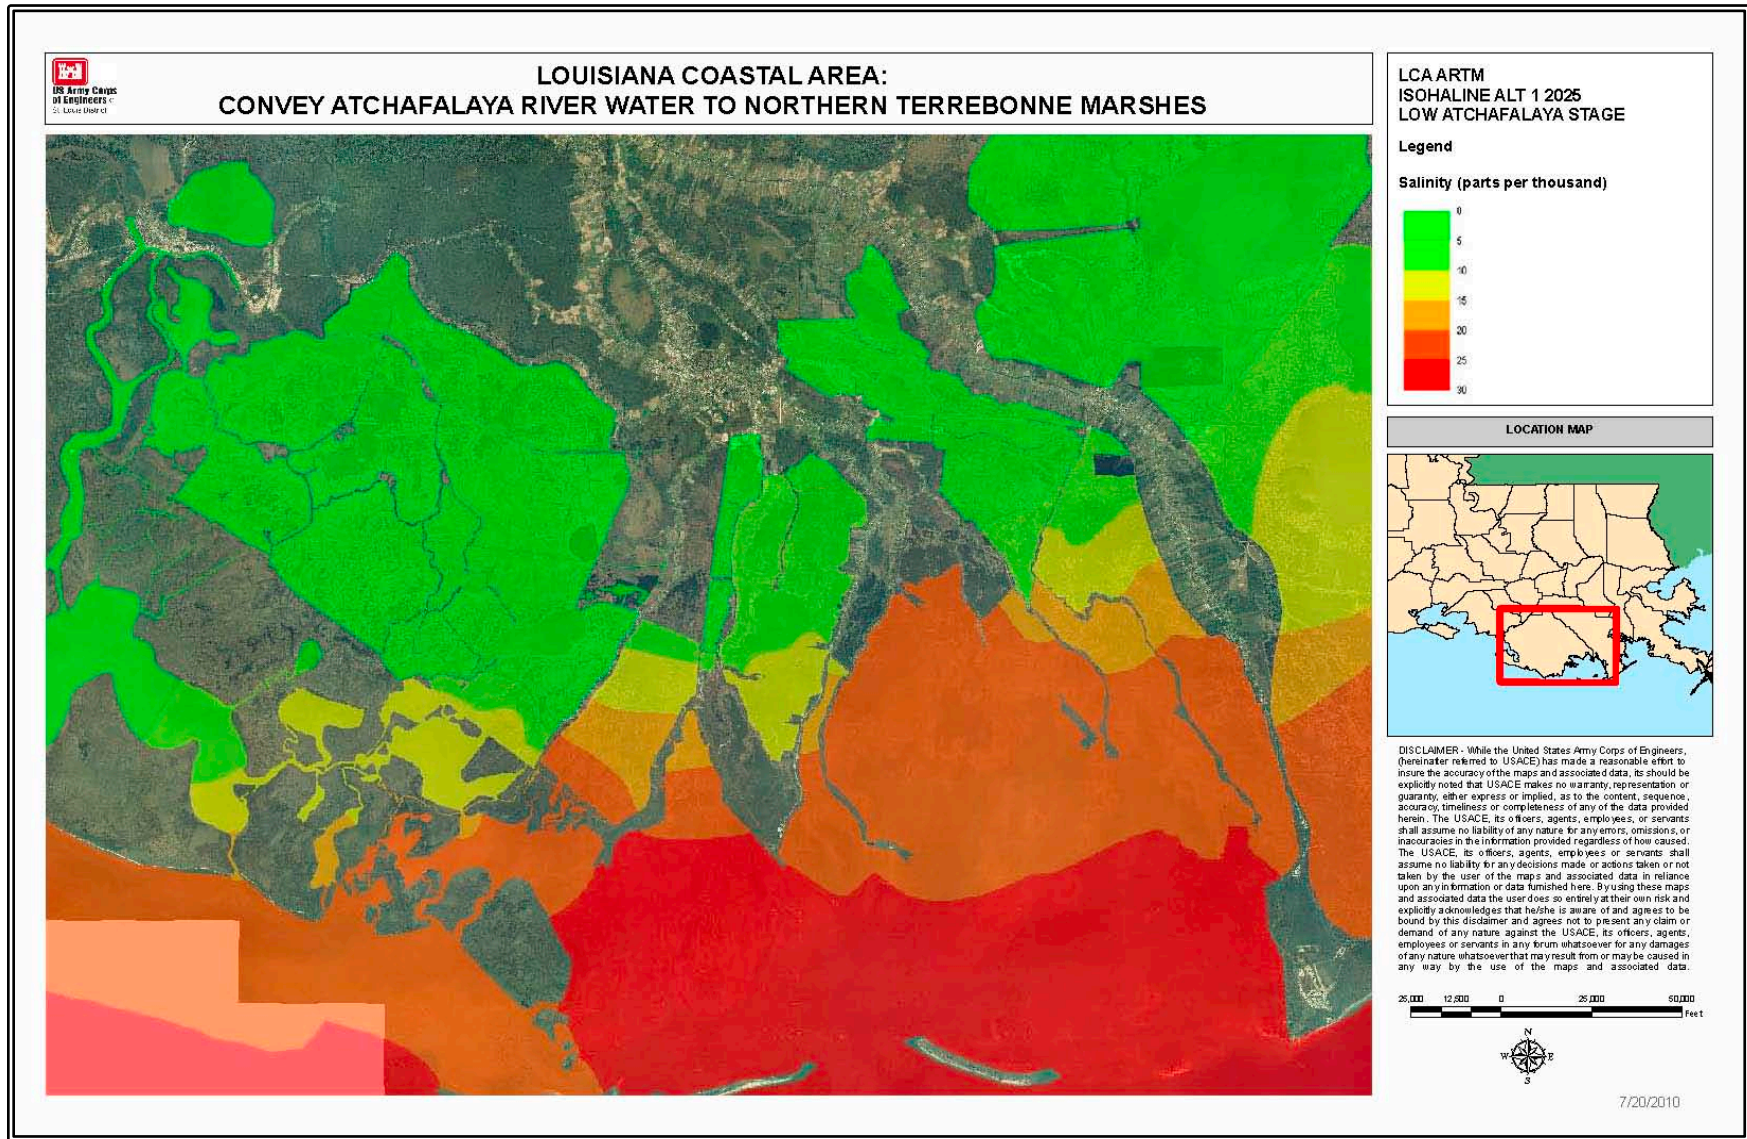 US Army Corps
of Engineers
St. Louis District
LOUISIANA COASTAL AREA:
CONVEY ATCHAFALAYA RIVER WATER TO NORTHERN TERREBONNE MARSHES
LCA ARTM
ISOHALINE ALT 1 2025
LOW ATCHAFALAYA STAGE
Legend
Salinity (parts per thousand)
0
5
10
15
20
25
30
LOCATION MAP
DISCLAIMER - While the United States Army Corps of Engineers,
(hereinafter referred to USACE) has made a reasonable effort to
insure the accuracy of the maps and associated data, its should be
explicitly noted that USACE makes no warranty, representation or
guaranty, either express or implied, as to the content, sequence,
accuracy, timeliness or completeness of any of the data provided
herein. The USACE, its officers, agents, employees, or servants
shall assume no liability of any nature for any errors, omissions, or
inaccuracies in the information provided regardless of how caused.
The USACE, its officers, agents, employees or servants shall
assume no liability for any decisions made or actions taken or not
taken by the user of the maps and associated data in reliance
upon any information or data furnished here. By using these maps
and associated data the user does so entirely at their own risk and
explicitly acknowledges that he/she is aware of and agrees to be
bound by this disclaimer and agrees not to present any claim or
demand of any nature against the USACE, its officers, agents,
employees or servants in any forum whatsoever for any damages
of any nature whatsoever that may result from or may be caused in
any way by the use of the maps and associated data.
25,000 12,500 0 25,000 50,000
Feet
N
W E
S
7/20/2010